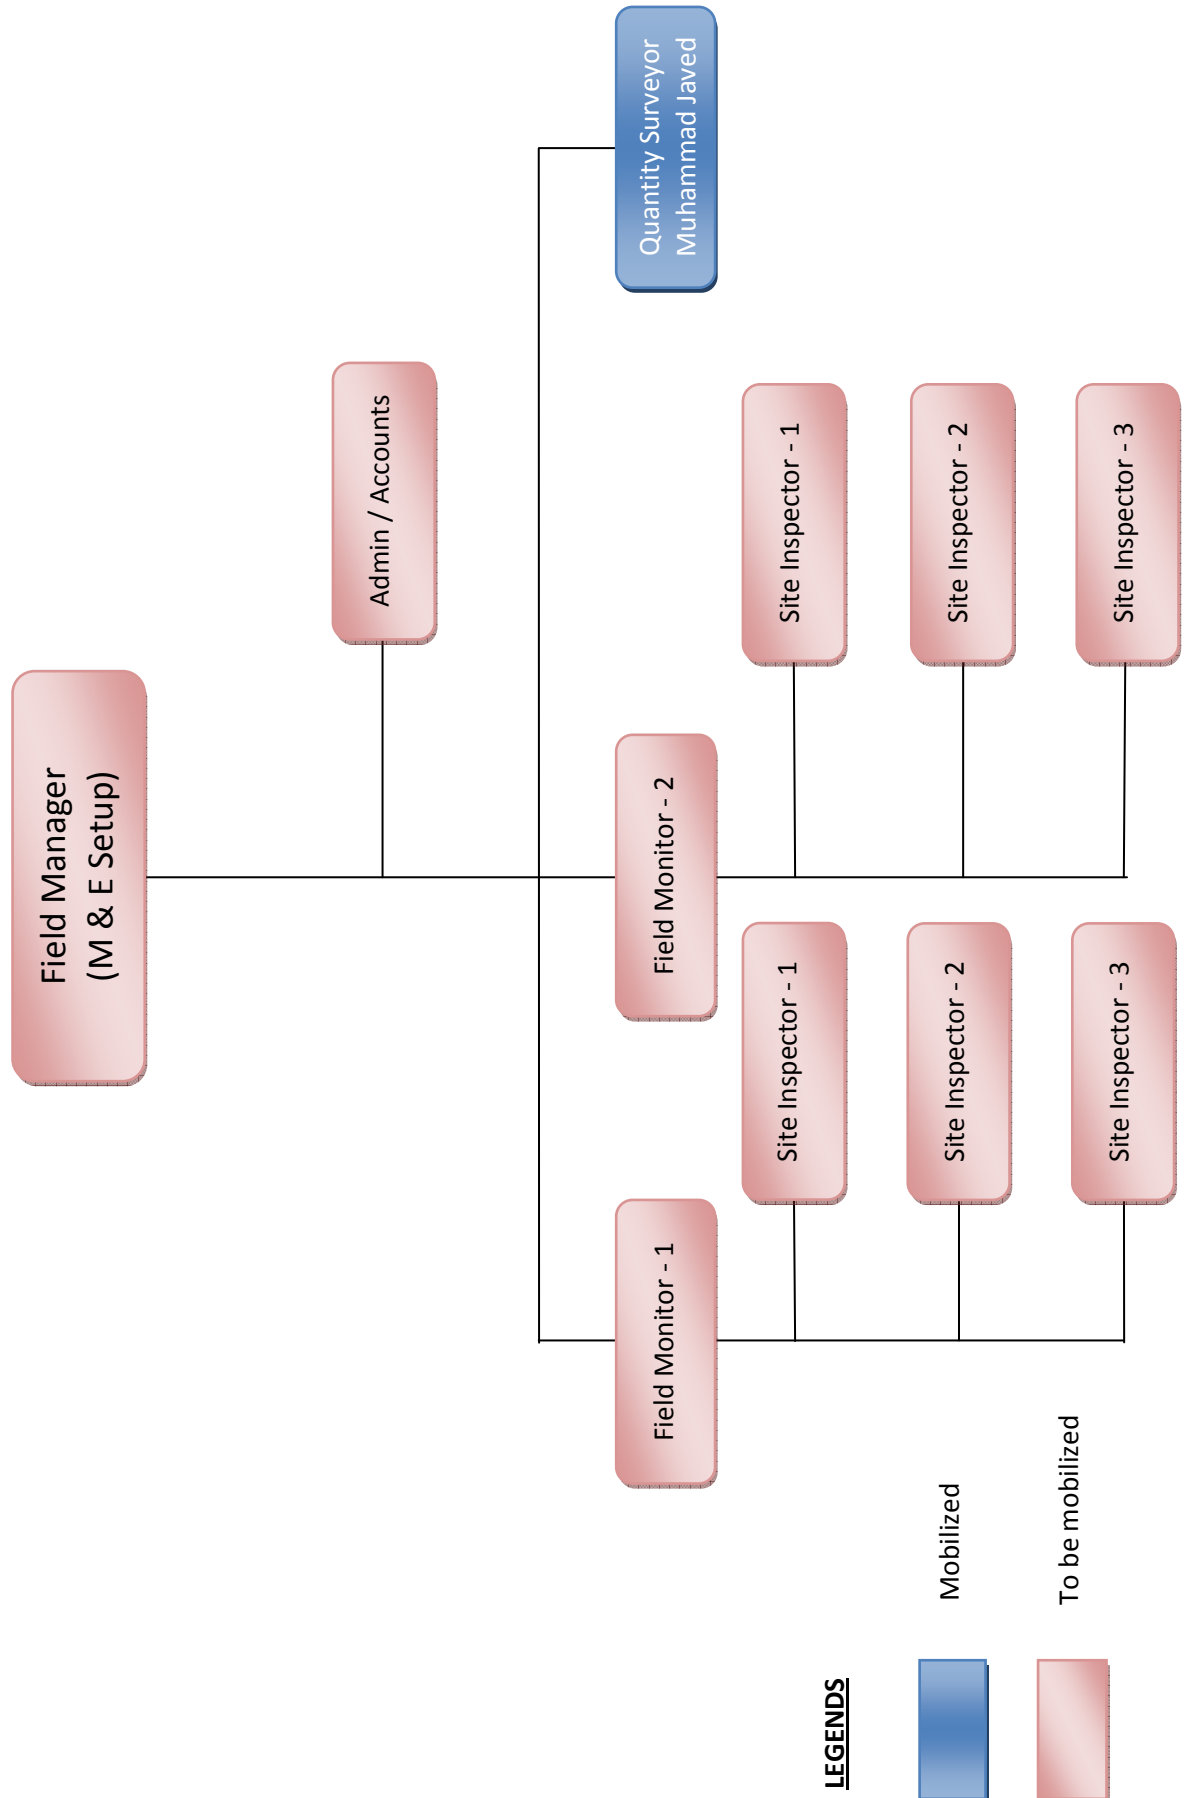 Field Manager
(M & E Setup)
Admin / Accounts
Field Monitor - 1
Field Monitor - 2
Quantity Surveyor
Muhammad Javed
Site Inspector - 1
Site Inspector - 1
Site Inspector - 2
Site Inspector - 2
Site Inspector - 3
Site Inspector - 3
LEGENDS
Mobilized
To be mobilized